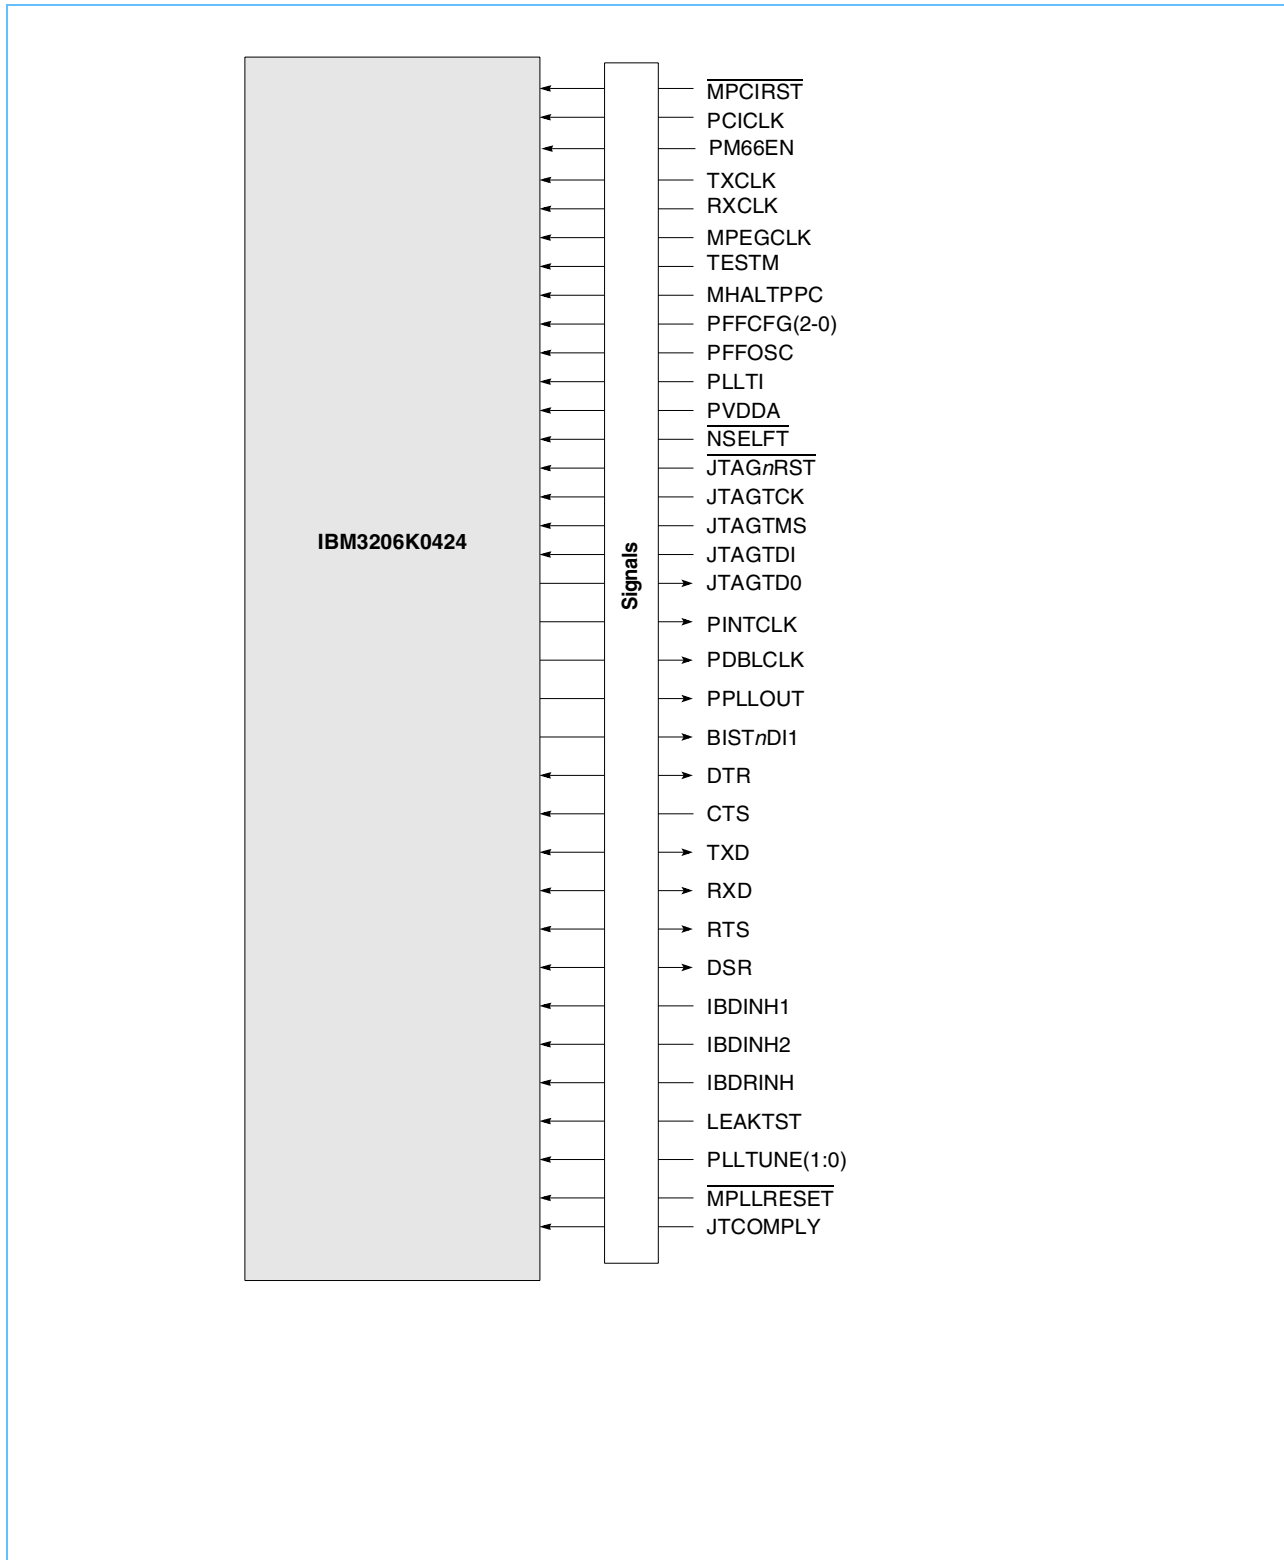 MPCIRST
PCICLK
PM66EN
TXCLK
RXCLK
MPEGCLK
TESTM
MHALTPPC
PFFCFG(2-0)
PFFOSC
PLLTI
PVDDA
NSELFT
JTAGnRST
JTAGTCK
JTAGTMS
IBM3206K0424
Signals
JTAGTDI
JTAGTD0
PINTCLK
PDBLCLK
PPLLOUT
BISTnDI1
DTR
CTS
TXD
RXD
RTS
DSR
IBDINH1
IBDINH2
IBDRINH
LEAKTST
PLLTUNE(1:0)
MPLLRESET
JTCOMPLY